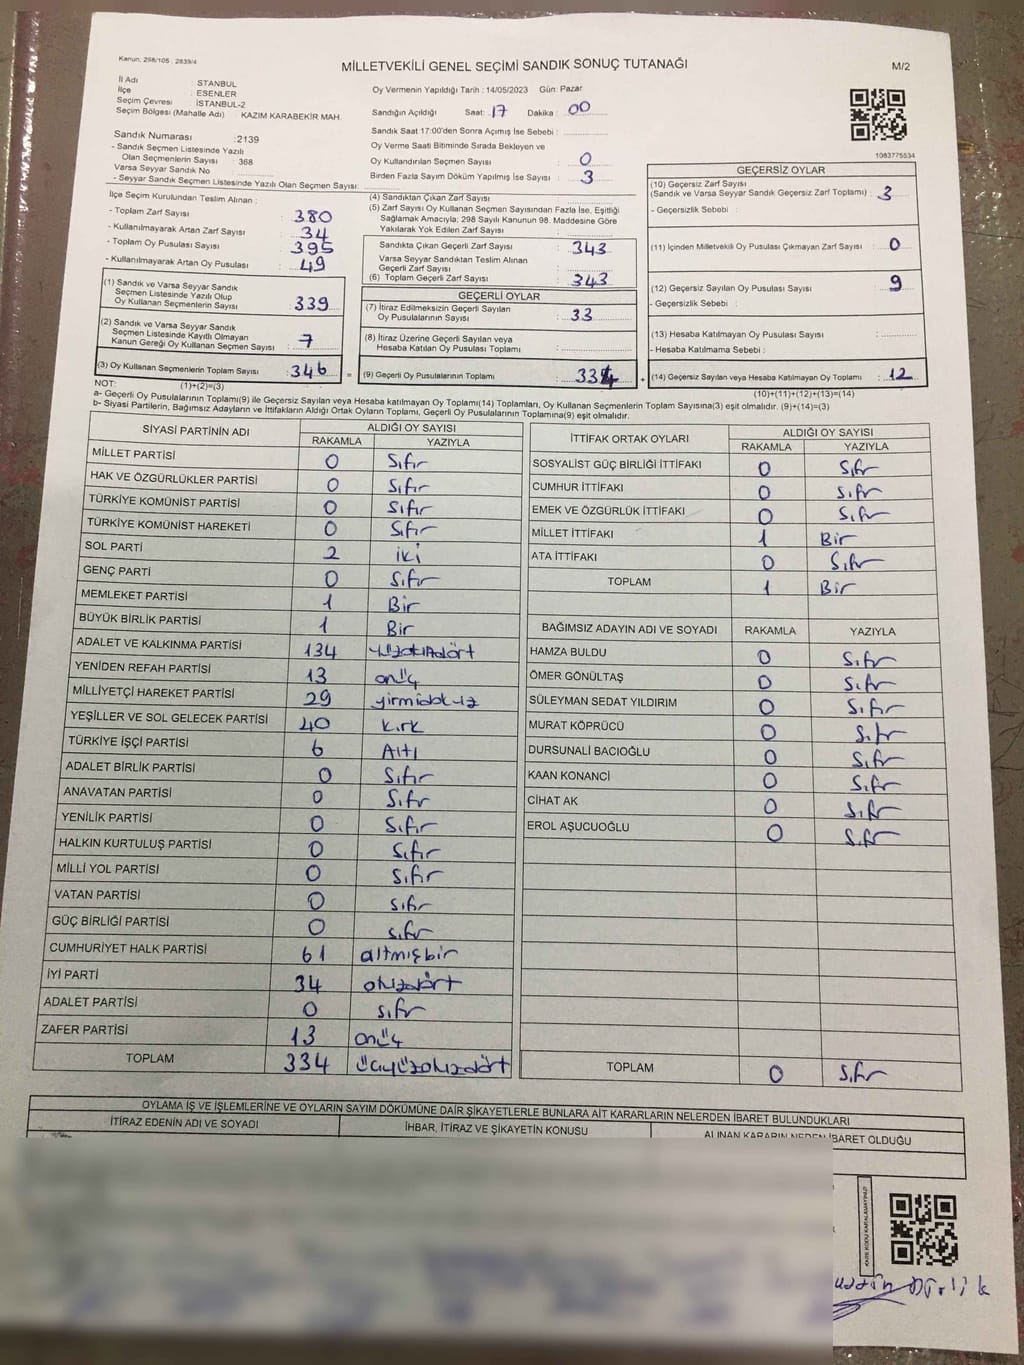 Kanun: 298/105 2839/4
MİLLETVEKİLİ GENEL SEÇİMİ SANDIK SONUÇ TUTANAĞI
M/2
İl Adı : STANBUL
İlçe : ESENLER
Seçim Çevresi : İSTANBUL-2
Seçim Bölgesi (Mahalle Adı) : KAZIM KARABEKİR MAH.
Sandık Numarası :2139
- Sandık Seçmen Listesinde Yazılı
Olan Seçmenlerin Sayısı : 368
Varsa Seyyar Sandık No
- Seyyar Sandık Seçmen Listesinde Yazılı Olan Seçmen Sayısı:
Oy Vermenin Yapıldığı Tarih : 14/05/2023 Gün: Pazar
Sandığın Açıldığı Saat: 17 Dakika : 00
Sandık Saat 17:00'den Sonra Açımış İse Sebebi :
Oy Verme Saati Bitiminde Sırada Bekleyen ve
Oy Kullandırılan Seçmen Sayısı : 0
Birden Fazla Sayım Döküm Yapılmış İse Sayısı : 3
1083775534
İlçe Seçim Kurulundan Teslim Alınan :
- Toplam Zarf Sayısı : 380
- Kullanılmayarak Artan Zarf Sayısı : 34
- Toplam Oy Pusulası Sayısı : 395
- Kullanılmayarak Artan Oy Pusulası : 49
(1) Sandık ve Varsa Seyyar Sandık
Seçmen Listesinde Yazılı Olup
Oy Kullanan Seçmenlerin Sayısı : 339
(2) Sandık ve Varsa Seyyar Sandık
Seçmen Listesinde Kayıtlı Olmayan
Kanun Gereği Oy Kullanan Seçmen Sayısı : 7
(3) Oy Kullanan Seçmenlerin Toplam Sayısı : 346
(4) Sandıktan Çıkan Zarf Sayısı :
(5) Zarf Sayısı Oy Kullanan Seçmen Sayısından Fazla İse, Eşitliği
Sağlamak Amacıyla; 298 Sayılı Kanunun 98. Maddesine Göre
Yakılarak Yok Edilen Zarf Sayısı :
Sandıkta Çıkan Geçerli Zarf Sayısı : 343
Varsa Seyyar Sandıktan Teslim Alınan
Geçerli Zarf Sayısı :
(6) Toplam Geçerli Zarf Sayısı : 343
GEÇERLİ OYLAR
(7) İtiraz Edilmeksizin Geçerli Sayılan
Oy Pusulalarının Sayısı : 33
(8) İtiraz Üzerine Geçerli Sayılan veya
Hesaba Katılan Oy Pusulası Toplamı :
= (9) Geçerli Oy Pusulalarının Toplamı : 334
GEÇERSİZ OYLAR
(10) Geçersiz Zarf Sayısı
(Sandık ve Varsa Seyyar Sandık Geçersiz Zarf Toplamı) : 3
- Geçersizlik Sebebi :
(11) İçinden Milletvekili Oy Pusulası Çıkmayan Zarf Sayısı : 0
(12) Geçersiz Sayılan Oy Pusulası Sayısı : 9
- Geçersizlik Sebebi :
(13) Hesaba Katılmayan Oy Pusulası Sayısı :
- Hesaba Katılmama Sebebi :
+ (14) Geçersiz Sayılan veya Hesaba Katılmayan Oy Toplamı : 12
NOT: (1)+(2)=(3)
(10)+(11)+(12)+(13)=(14)
a- Geçerli Oy Pusulalarının Toplamı(9) ile Geçersiz Sayılan veya Hesaba Katılmayan Oy Toplamı(14) Toplamları, Oy Kullanan Seçmenlerin Toplam Sayısına(3) eşit olmalıdır. (9)+(14)=(3)
b- Siyasi Partilerin, Bağımsız Adayların ve İttifakların Aldığı Ortak Oyların Toplamı, Geçerli Oy Pusulalarının Toplamına(9) eşit olmalıdır.
SİYASİ PARTİNİN ADI ALDIĞI OY SAYISI
RAKAMLA YAZIYLA
MİLLET PARTİSİ 0 Sıfır
HAK VE ÖZGÜRLÜKLER PARTİSİ 0 Sıfır
TÜRKİYE KOMÜNİST PARTİSİ 0 Sıfır
TÜRKİYE KOMÜNİST HAREKETİ 0 Sıfır
SOL PARTİ 2 iki
GENÇ PARTİ 0 Sıfır
MEMLEKET PARTİSİ 1 Bir
BÜYÜK BİRLİK PARTİSİ 1 Bir
ADALET VE KALKINMA PARTİSİ 134
YENİDEN REFAH PARTİSİ 13 onüç
MİLLİYETÇİ HAREKET PARTİSİ 29 yirmidokuz
YEŞİLLER VE SOL GELECEK PARTİSİ 40 kırk
TÜRKİYE İŞÇİ PARTİSİ 6 Altı
ADALET BİRLİK PARTİSİ 0 Sıfır
ANAVATAN PARTİSİ 0 Sıfır
YENİLİK PARTİSİ 0 Sıfır
HALKIN KURTULUŞ PARTİSİ 0 Sıfır
MİLLİ YOL PARTİSİ 0 Sıfır
VATAN PARTİSİ 0 sıfır
GÜÇ BİRLİĞİ PARTİSİ 0 sıfır
CUMHURİYET HALK PARTİSİ 61 altmışbir
İYİ PARTİ 34 otuzdört
ADALET PARTİSİ 0 sıfır
ZAFER PARTİSİ 13 onüç
TOPLAM 334 üçyüzotuzdört
İTTİFAK ORTAK OYLARI ALDIĞI OY SAYISI
RAKAMLA YAZIYLA
SOSYALİST GÜÇ BİRLİĞİ İTTİFAKI 0 Sıfır
CUMHUR İTTİFAKI 0 Sıfır
EMEK VE ÖZGÜRLÜK İTTİFAKI 0 Sıfır
MİLLET İTTİFAKI 1 Bir
ATA İTTİFAKI 0 Sıfır
TOPLAM 1 Bir
BAĞIMSIZ ADAYIN ADI VE SOYADI RAKAMLA YAZIYLA
HAMZA BULDU 0 Sıfır
ÖMER GÖNÜLTAŞ 0 Sıfır
SÜLEYMAN SEDAT YILDIRIM 0 Sıfır
MURAT KÖPRÜCÜ 0 Sıfır
DURSUNALİ BACIOĞLU 0 Sıfır
KAAN KONANCİ 0 Sıfır
CİHAT AK 0 Sıfır
EROL AŞUCUOĞLU 0 Sıfır
TOPLAM 0 Sıfır
OYLAMA İŞ VE İŞLEMLERİNE VE OYLARIN SAYIM DÖKÜMÜNE DAİR ŞİKAYETLERLE BUNLARA AİT KARARLARIN NELERDEN İBARET BULUNDUKLARI
İTİRAZ EDENİN ADI VE SOYADI İHBAR, İTİRAZ VE ŞİKAYETİN KONUSU ALINAN KARARIN NEDEN İBARET OLDUĞU
KARE KODU KARALAMAYINIZ!